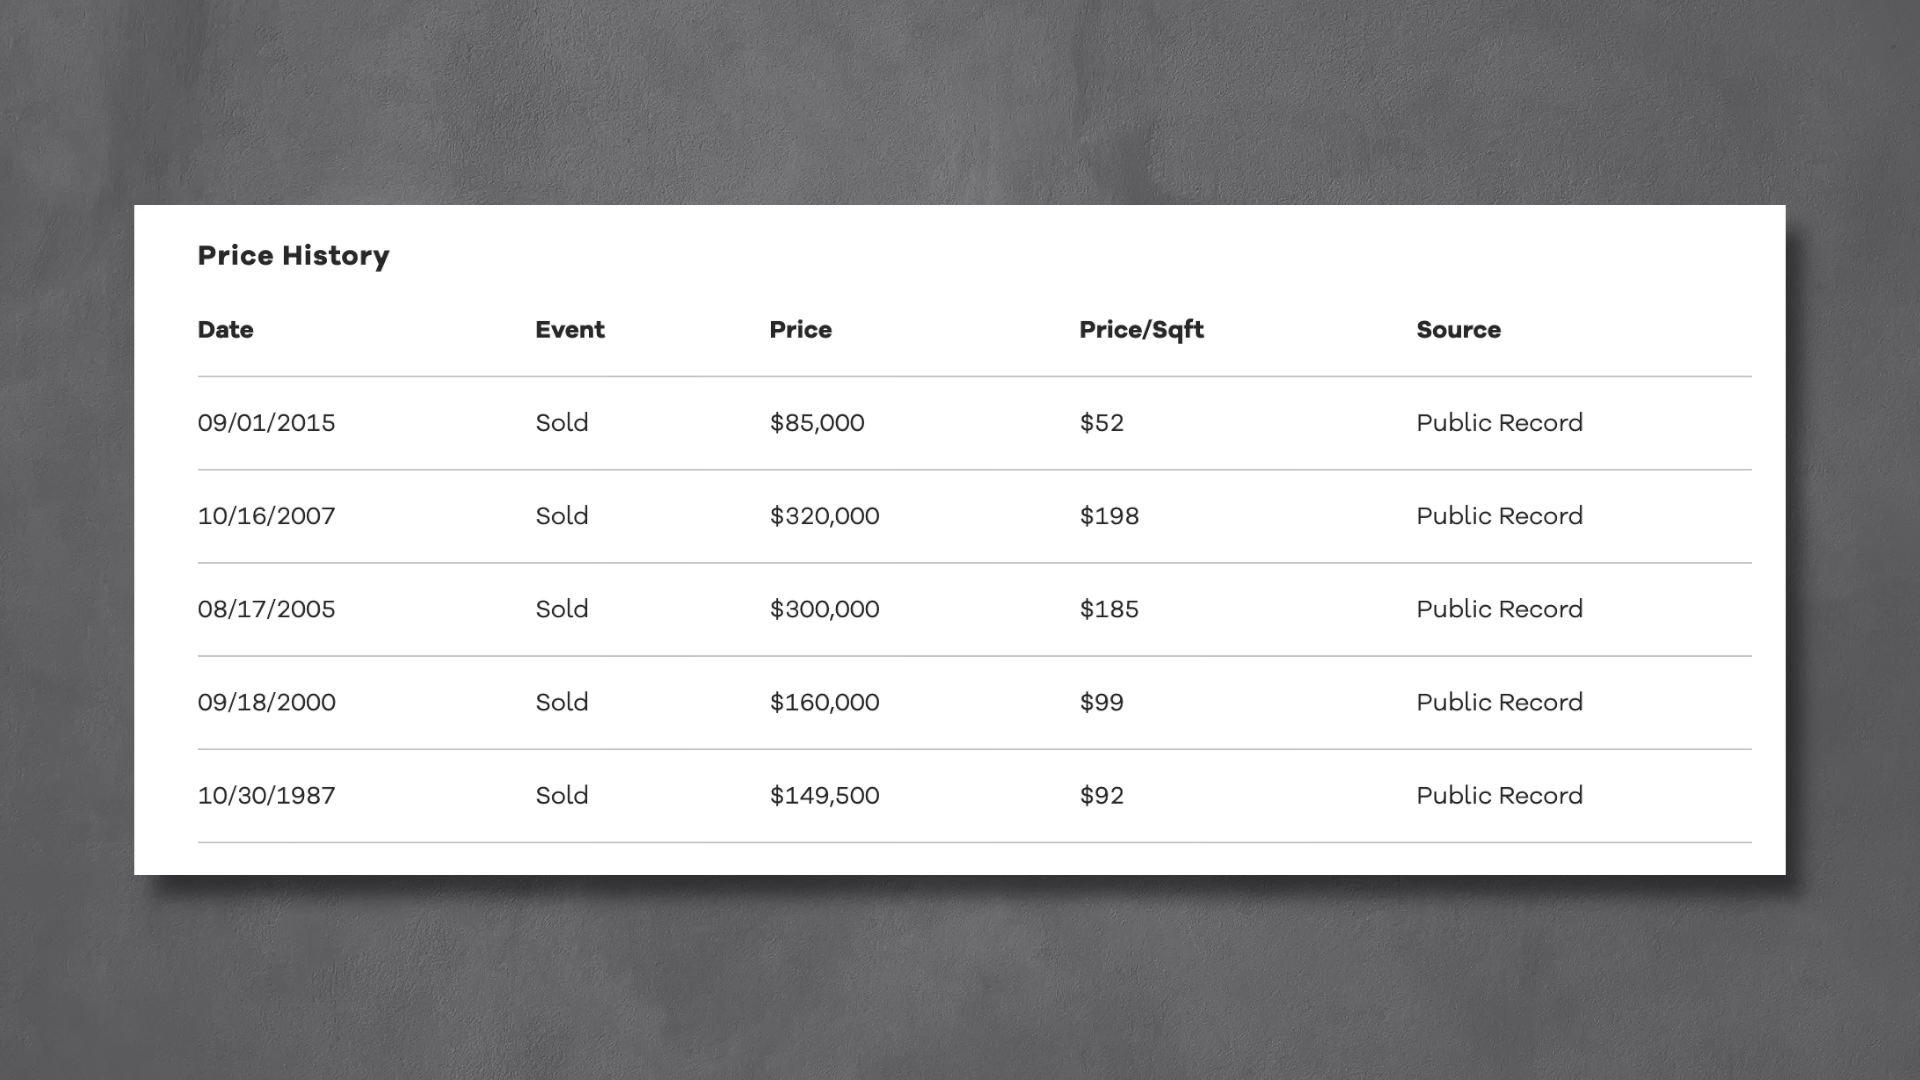 Price History
Date Event Price Price/Sqft Source
09/01/2015 Sold $85,000 $52 Public Record
10/16/2007 Sold $320,000 $198 Public Record
08/17/2005 Sold $300,000 $185 Public Record
09/18/2000 Sold $160,000 $99 Public Record
10/30/1987 Sold $149,500 $92 Public Record